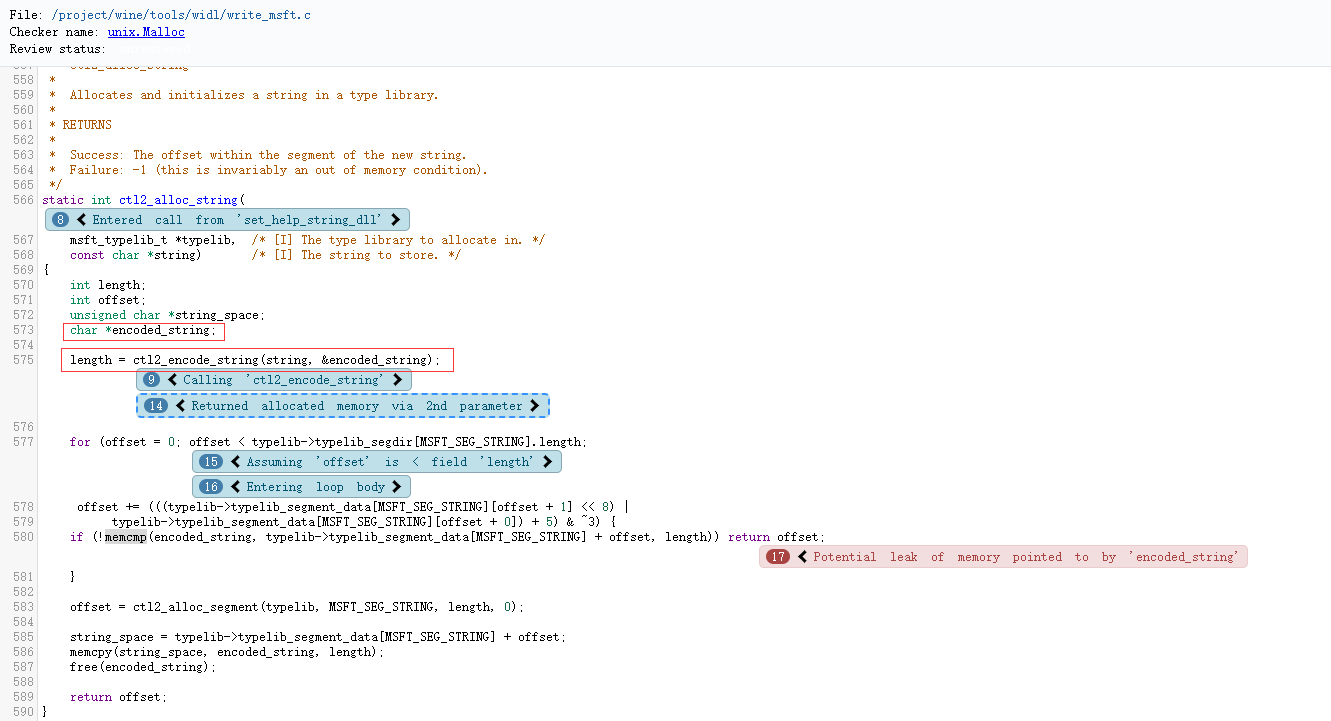 File: /project/wine/tools/widl/write_msft.c
Checker name: unix.Malloc
Review status:
558 *
559 *  Allocates and initializes a string in a type library.
560 *
561 * RETURNS
562 *
563 *  Success: The offset within the segment of the new string.
564 *  Failure: -1 (this is invariably an out of memory condition).
565 */
566 static int ctl2_alloc_string(
8 Entered call from 'set_help_string_dll'
567     msft_typelib_t *typelib,  /* [I] The type library to allocate in. */
568     const char *string)       /* [I] The string to store. */
569 {
570     int length;
571     int offset;
572     unsigned char *string_space;
573     char *encoded_string;
574
575     length = ctl2_encode_string(string, &encoded_string);
9 Calling 'ctl2_encode_string'
14 Returned allocated memory via 2nd parameter
576
577     for (offset = 0; offset < typelib->typelib_segdir[MSFT_SEG_STRING].length;
15 Assuming 'offset' is < field 'length'
16 Entering loop body
578      offset += (((typelib->typelib_segment_data[MSFT_SEG_STRING][offset + 1] << 8) |
579           typelib->typelib_segment_data[MSFT_SEG_STRING][offset + 0]) + 5) & ~3) {
580     if (!memcmp(encoded_string, typelib->typelib_segment_data[MSFT_SEG_STRING] + offset, length)) return offset;
17 Potential leak of memory pointed to by 'encoded_string'
581     }
582
583     offset = ctl2_alloc_segment(typelib, MSFT_SEG_STRING, length, 0);
584
585     string_space = typelib->typelib_segment_data[MSFT_SEG_STRING] + offset;
586     memcpy(string_space, encoded_string, length);
587     free(encoded_string);
588
589     return offset;
590 }